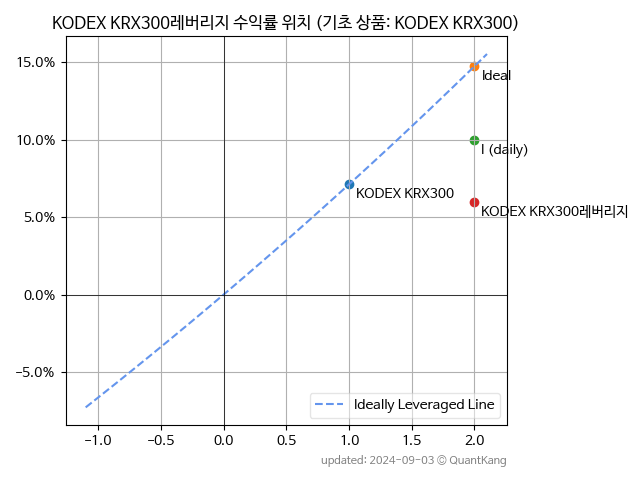 KODEX KRX300레버리지 수익률 위치 (기초 상품: KODEX KRX300)
15.0%
Ideal
10.0%
I (daily)
KODEX KRX300
5.0%
KODEX KRX300레버리지
0.0%
−5.0%
Ideally Leveraged Line
−1.0 −0.5 0.0 0.5 1.0 1.5 2.0
updated: 2024-09-03 © QuantKang